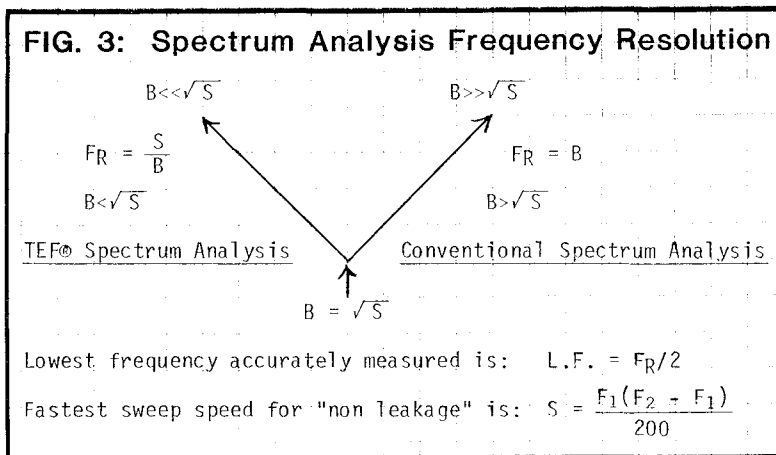 FIG. 3: Spectrum Analysis Frequency Resolution
B<<√S B>>√S
FR = S/B FR = B
B<√S B>√S
TEF® Spectrum Analysis Conventional Spectrum Analysis
B = √S
Lowest frequency accurately measured is: L.F. = FR/2
Fastest sweep speed for "non leakage" is: S = F1(F2 - F1)/200